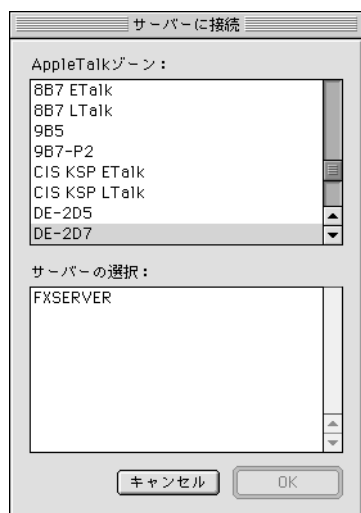 サーバーに接続
AppleTalkゾーン：
8B7 ETalk
8B7 LTalk
9B5
9B7-P2
CIS KSP ETalk
CIS KSP LTalk
DE-2D5
DE-2D7
サーバーの選択：
FXSERVER
キャンセル
OK